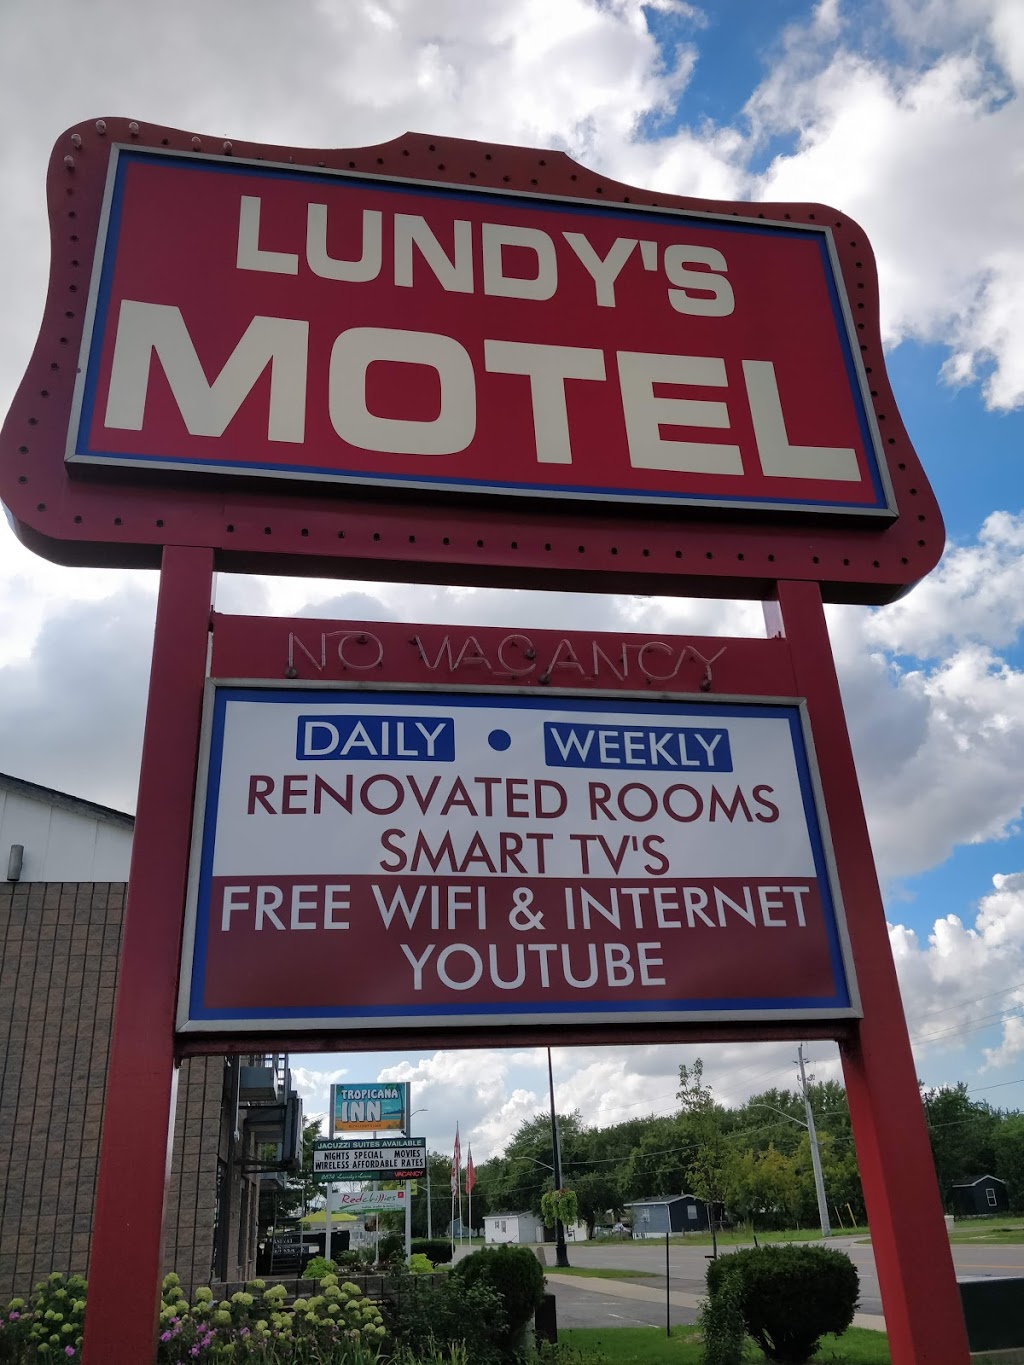 LUNDY'S
MOTEL
NO VACANCY
DAILY • WEEKLY
RENOVATED ROOMS
SMART TV'S
FREE WIFI & INTERNET
YOUTUBE
TROPICANA
INN
JACUZZI SUITES AVAILABLE
NIGHTS SPECIAL MOVIES
WIRELESS AFFORDABLE RATES
VACANCY
Redchillies